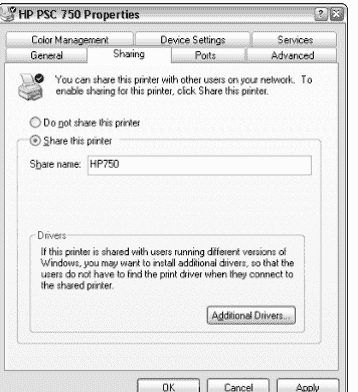 HP PSC 750 Properties
Color Management Device Settings Services
General Sharing Ports Advanced
You can share this printer with other users on your network. To
enable sharing for this printer, click Share this printer.
Do not share this printer
Share this printer
Share name: HP750
Drivers
If this printer is shared with users running different versions of
Windows, you may want to install additional drivers, so that the
users do not have to find the print driver when they connect to
the shared printer.
Additional Drivers...
OK Cancel Apply